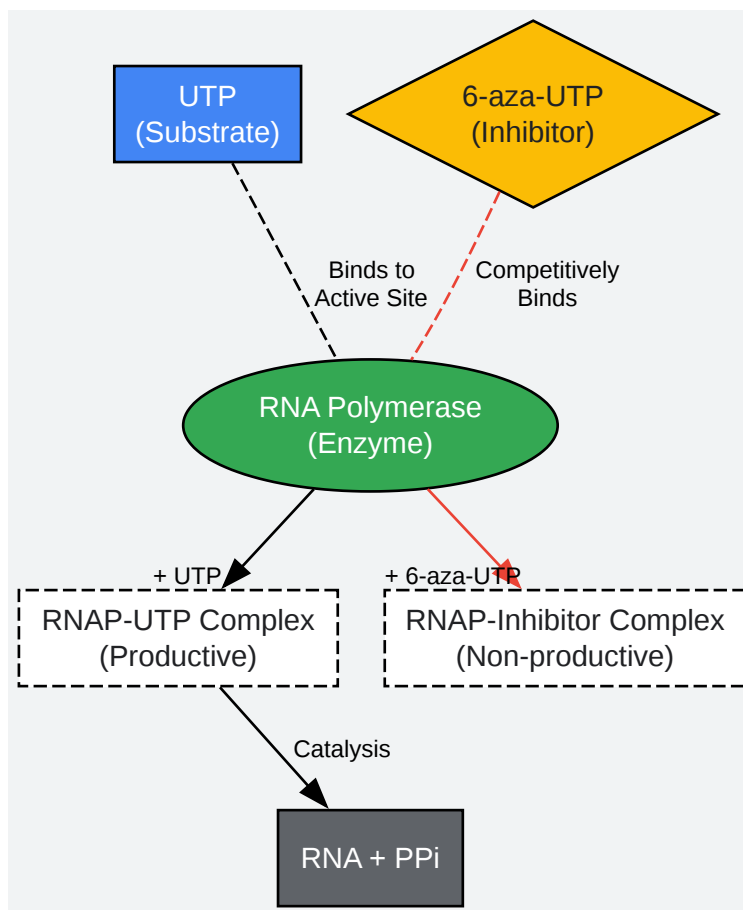 UTP
(Substrate)
6-aza-UTP
(Inhibitor)
Binds to
Active Site
Competitively
Binds
RNA Polymerase
(Enzyme)
+ UTP
+ 6-aza-UTP
RNAP-UTP Complex
(Productive)
RNAP-Inhibitor Complex
(Non-productive)
Catalysis
RNA + PPi